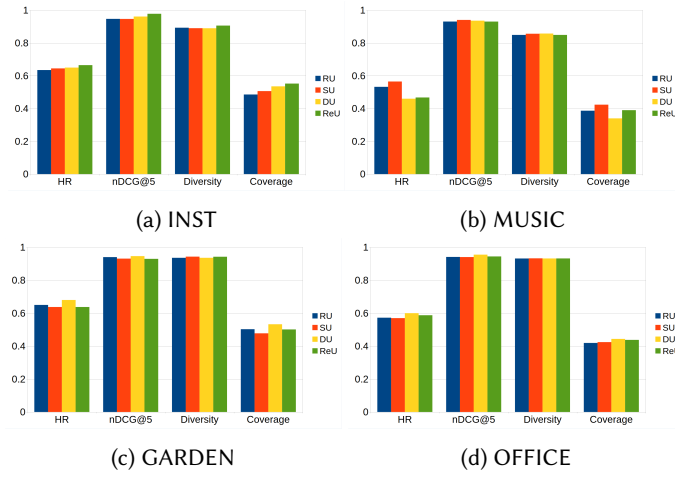 1
0.8
0.6
0.4
0.2
0
HR nDCG@5 Diversity Coverage
RU
SU
DU
ReU
(a) INST
1
0.8
0.6
0.4
0.2
0
HR nDCG@5 Diversity Coverage
RU
SU
DU
ReU
(b) MUSIC
1
0.8
0.6
0.4
0.2
0
HR nDCG@5 Diversity Coverage
RU
SU
DU
ReU
(c) GARDEN
1
0.8
0.6
0.4
0.2
0
HR nDCG@5 Diversity Coverage
RU
SU
DU
ReU
(d) OFFICE